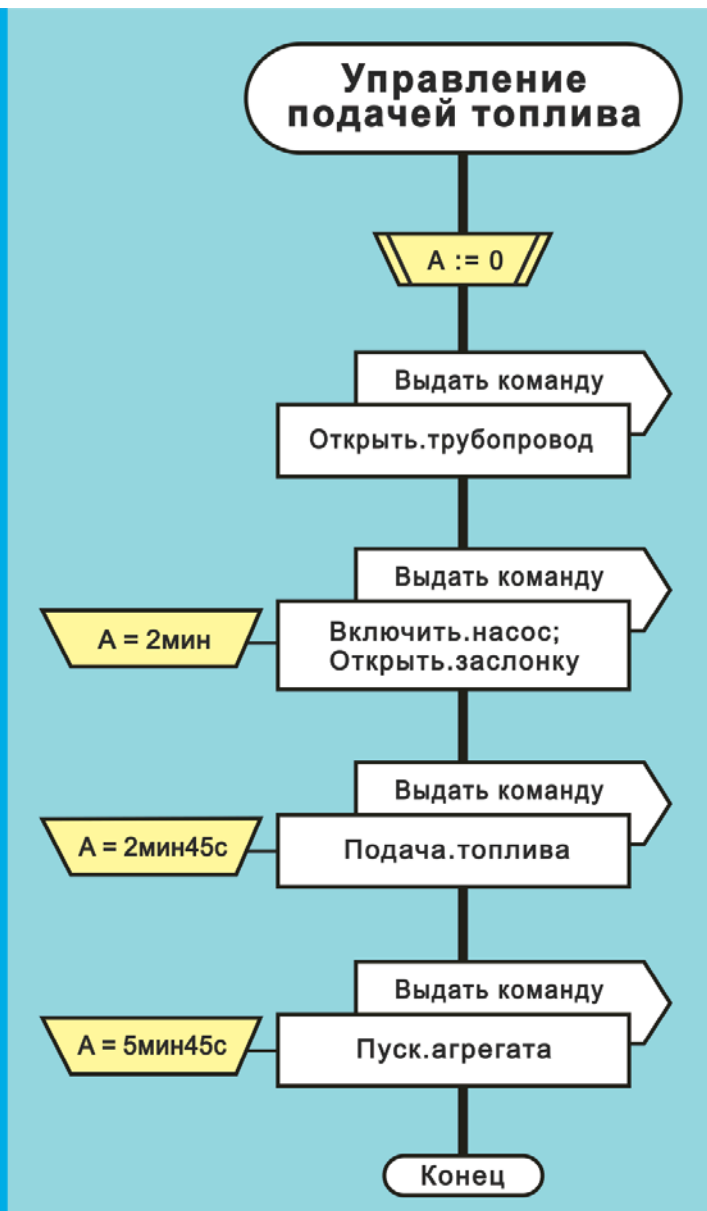 Управление
подачей топлива
А := 0
Выдать команду
Открыть.трубопровод
Выдать команду
А = 2мин
Включить.насос;
Открыть.заслонку
Выдать команду
А = 2мин45с
Подача.топлива
Выдать команду
А = 5мин45с
Пуск.агрегата
Конец